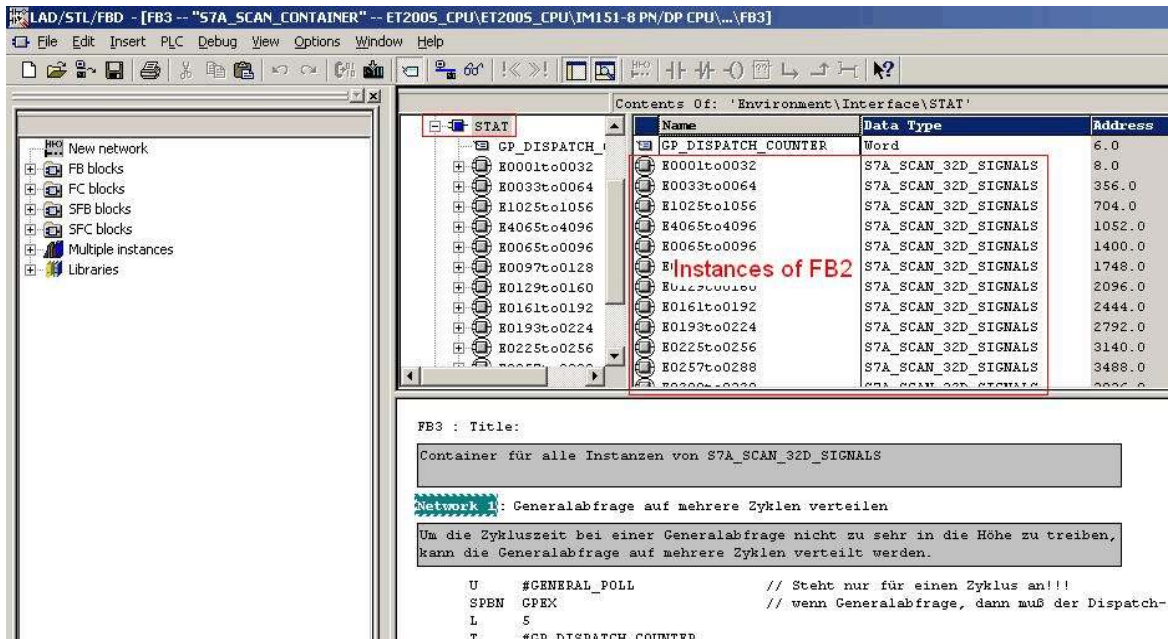 LAD/STL/FBD - [FB3 -- "S7A_SCAN_CONTAINER" -- ET200S_CPU\ET200S_CPU\IM151-8 PN/DP CPU\...\FB3]
File Edit Insert PLC Debug View Options Window Help
New network
FB blocks
FC blocks
SFB blocks
SFC blocks
Multiple instances
Libraries
Contents Of: 'Environment\Interface\STAT'
STAT
GP_DISPATCH_
E0001to0032
E0033to0064
E1025to1056
E4065to4096
E0065to0096
E0097to0128
E0129to0160
E0161to0192
E0193to0224
E0225to0256
Name Data Type Address
GP_DISPATCH_COUNTER Word 6.0
E0001to0032 S7A_SCAN_32D_SIGNALS 8.0
E0033to0064 S7A_SCAN_32D_SIGNALS 356.0
E1025to1056 S7A_SCAN_32D_SIGNALS 704.0
E4065to4096 S7A_SCAN_32D_SIGNALS 1052.0
E0065to0096 S7A_SCAN_32D_SIGNALS 1400.0
S7A_SCAN_32D_SIGNALS 1748.0
Instances of FB2
E0129to0160 S7A_SCAN_32D_SIGNALS 2096.0
E0161to0192 S7A_SCAN_32D_SIGNALS 2444.0
E0193to0224 S7A_SCAN_32D_SIGNALS 2792.0
E0225to0256 S7A_SCAN_32D_SIGNALS 3140.0
E0257to0288 S7A_SCAN_32D_SIGNALS 3488.0
FB3 : Title:
Container für alle Instanzen von S7A_SCAN_32D_SIGNALS
Network 1: Generalabfrage auf mehrere Zyklen verteilen
Um die Zykluszeit bei einer Generalabfrage nicht zu sehr in die Höhe zu treiben,
kann die Generalabfrage auf mehrere Zyklen verteilt werden.
U #GENERAL_POLL // Steht nur für einen Zyklus an!!!
SPBN GPEX // wenn Generalabfrage, dann muß der Dispatch-
L 5
T #GP_DISPATCH_COUNTER